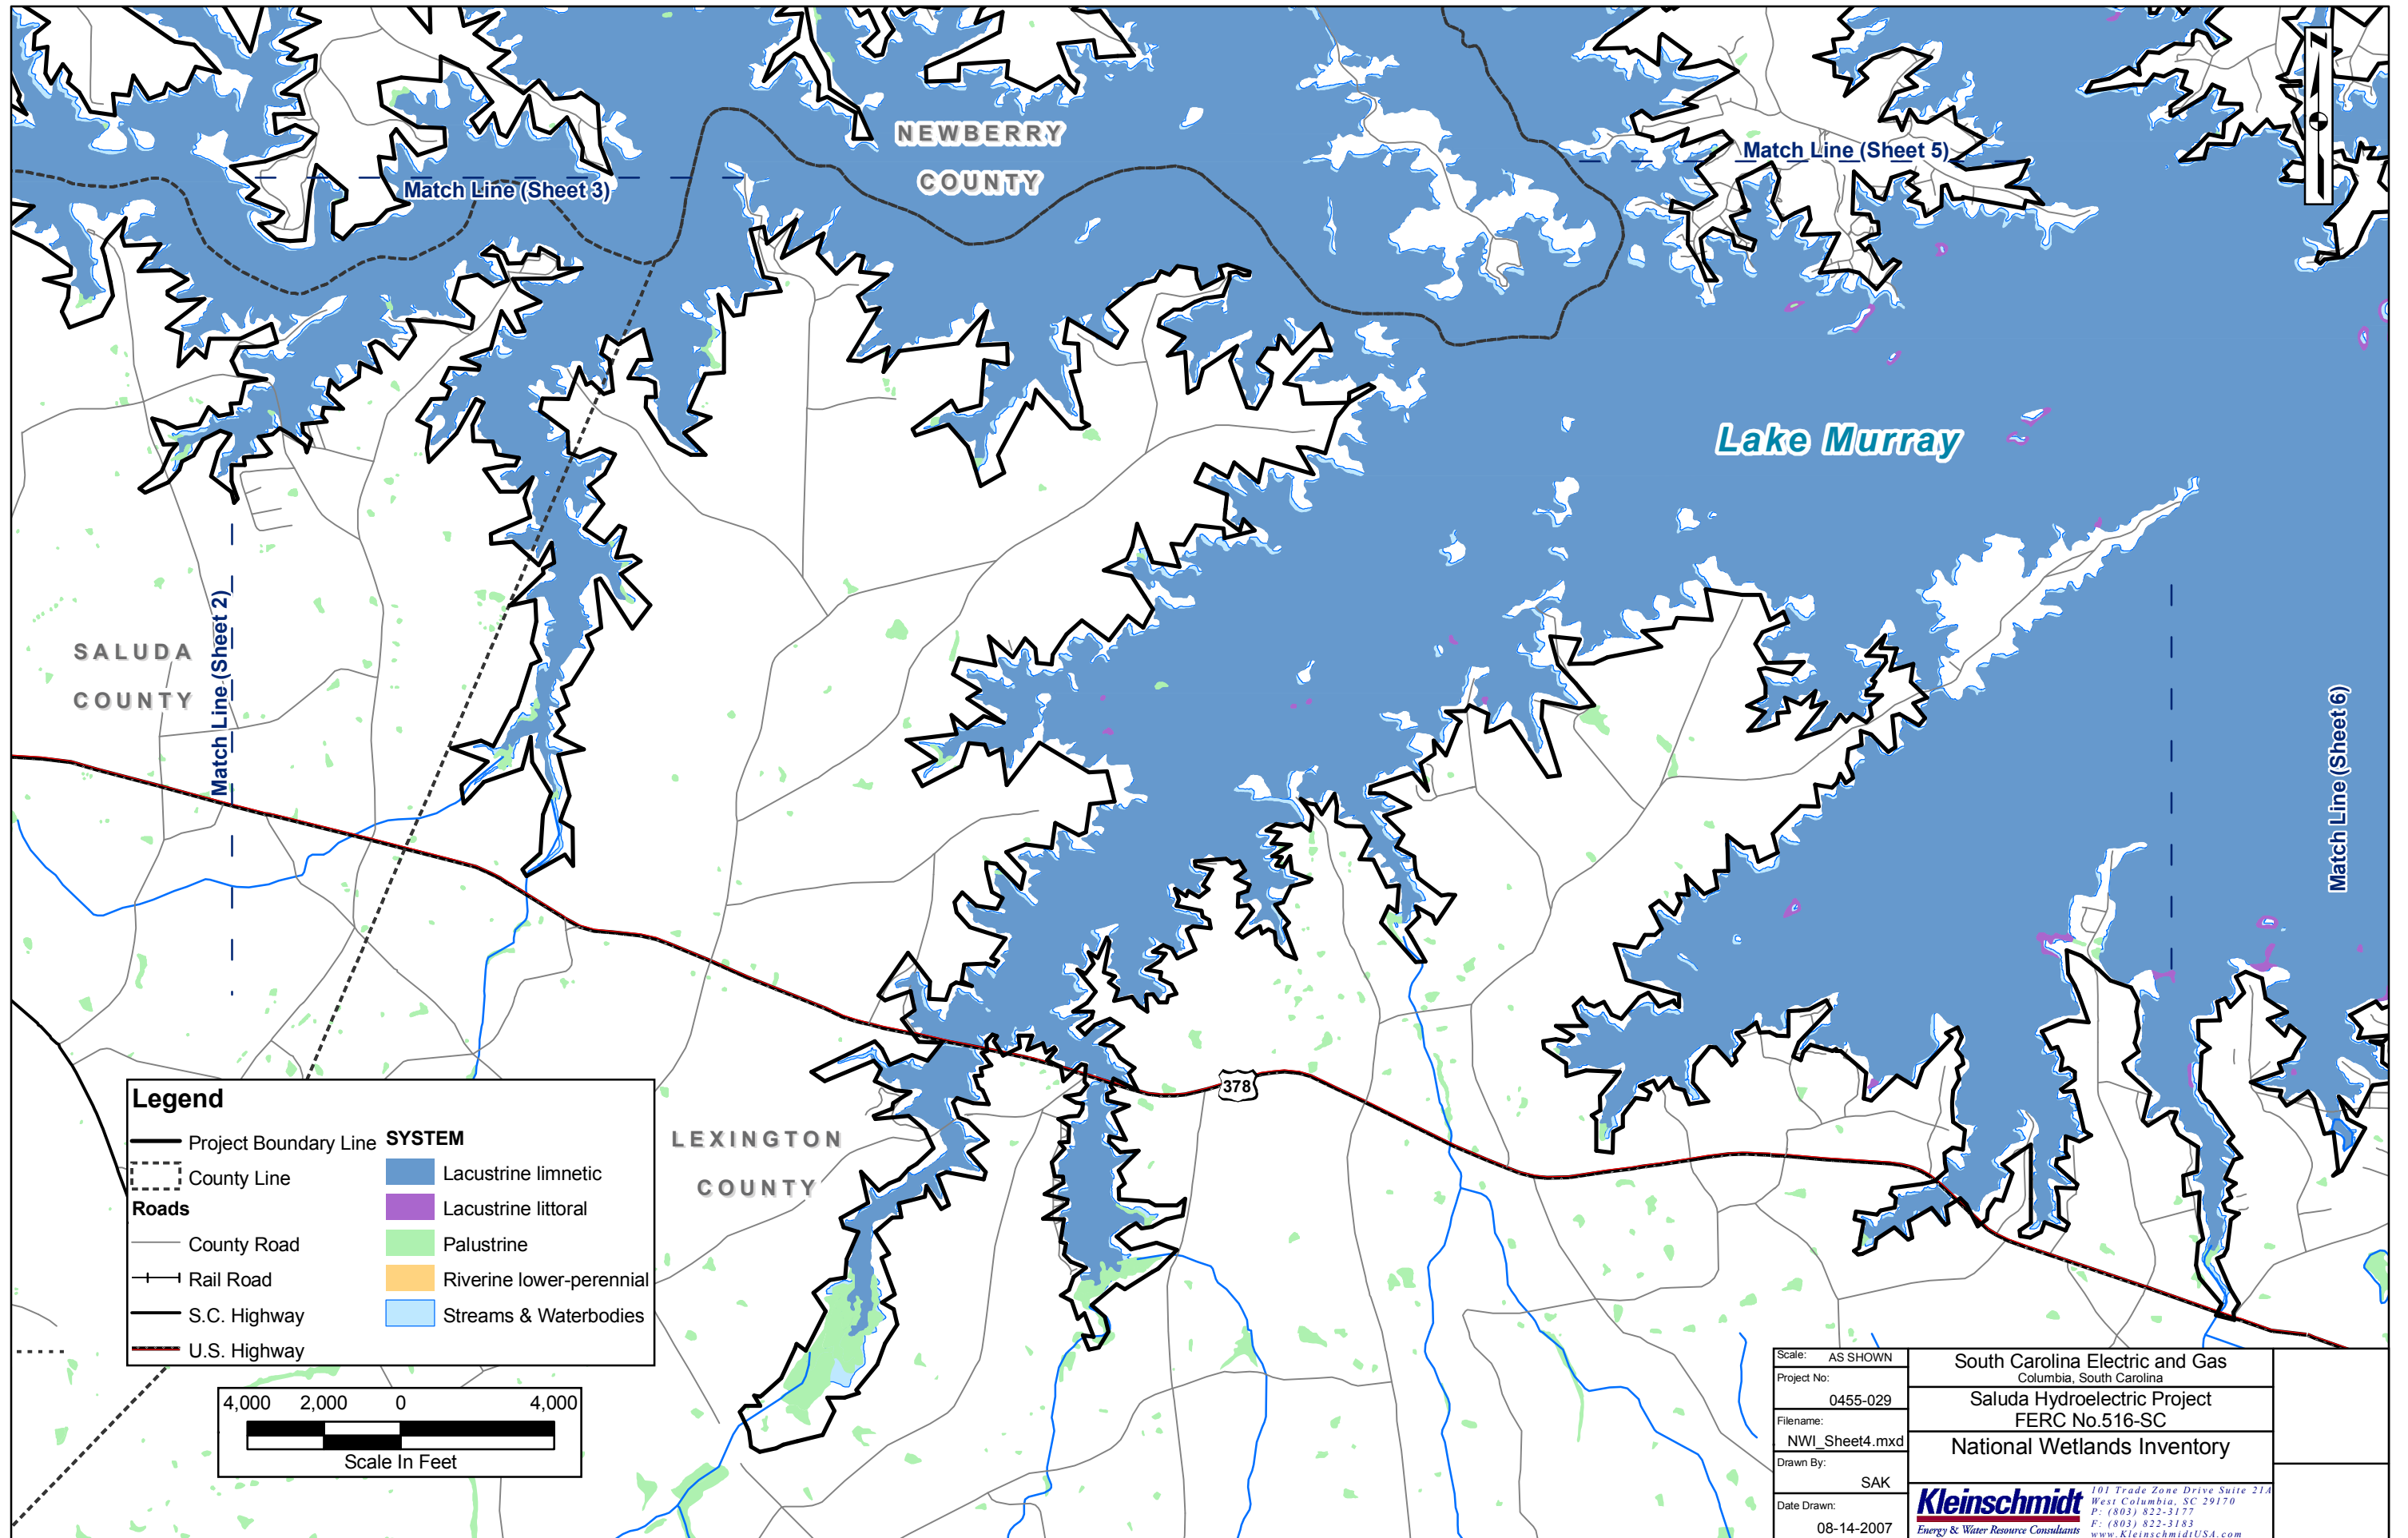 NEWBERRY
COUNTY
Match Line (Sheet 3)
Match Line (Sheet 5)
N
Lake Murray
SALUDA
COUNTY
Match Line (Sheet 2)
Match Line (Sheet 6)
378
LEXINGTON
COUNTY
Legend
Project Boundary Line
County Line
Roads
County Road
Rail Road
S.C. Highway
U.S. Highway
SYSTEM
Lacustrine limnetic
Lacustrine littoral
Palustrine
Riverine lower-perennial
Streams & Waterbodies
4,000 2,000 0 4,000
Scale In Feet
Scale: AS SHOWN
Project No:
0455-029
Filename:
NWI_Sheet4.mxd
Drawn By:
SAK
Date Drawn:
08-14-2007
South Carolina Electric and Gas
Columbia, South Carolina
Saluda Hydroelectric Project
FERC No.516-SC
National Wetlands Inventory
Kleinschmidt
Energy & Water Resource Consultants
101 Trade Zone Drive Suite 21A
West Columbia, SC 29170
P: (803) 822-3177
F: (803) 822-3183
www.KleinschmidtUSA.com